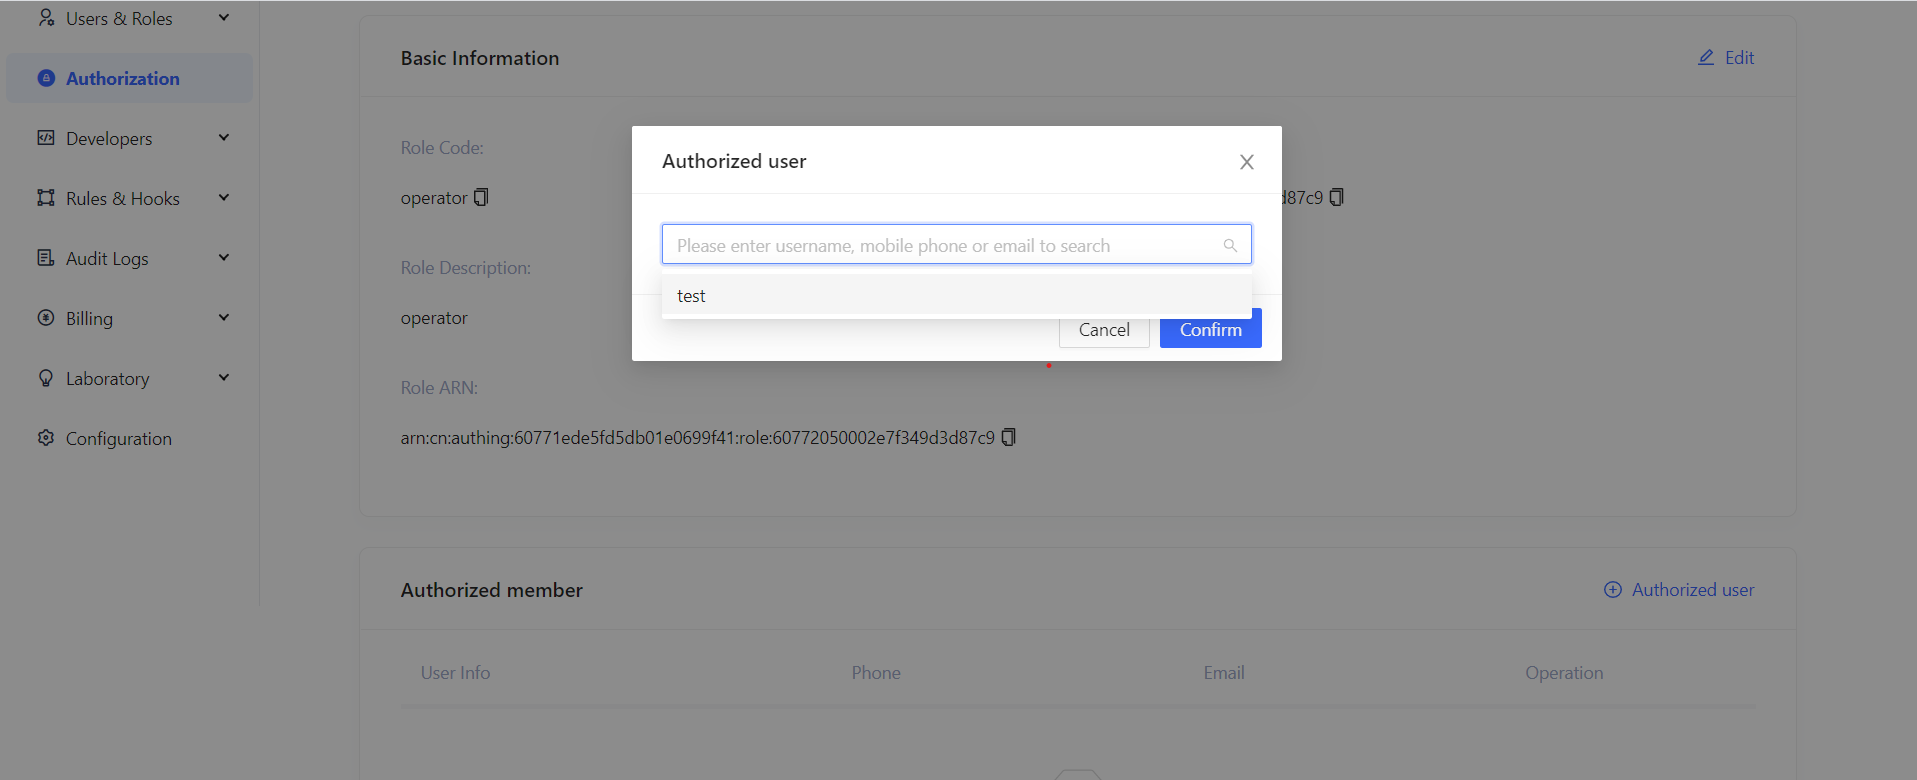 Users & Roles
Authorization
Developers
Rules & Hooks
Audit Logs
Billing
Laboratory
Configuration
Basic Information
Edit
Role Code:
operator
d87c9
Role Description:
operator
Role ARN:
arn:cn:authing:60771ede5fd5db01e0699f41:role:60772050002e7f349d3d87c9
Authorized user
Please enter username, mobile phone or email to search
test
Cancel
Confirm
Authorized member
Authorized user
User Info
Phone
Email
Operation